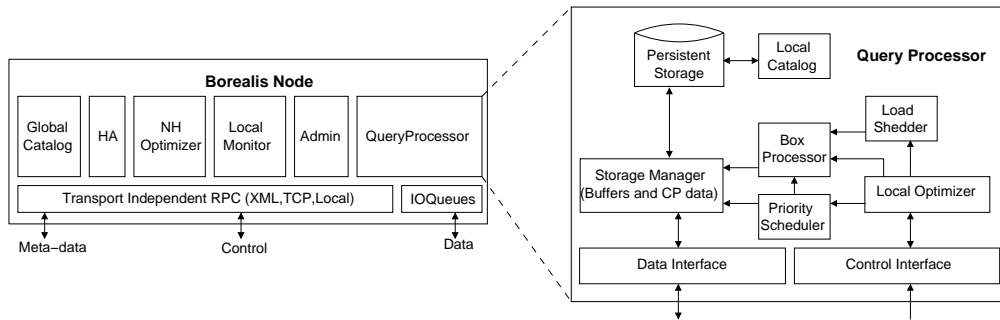 Borealis Node
Global
Catalog
HA
NH
Optimizer
Local
Monitor
Admin
QueryProcessor
Transport Independent RPC (XML,TCP,Local)
IOQueues
Meta−data
Control
Data
Query Processor
Persistent
Storage
Local
Catalog
Load
Shedder
Box
Processor
Storage Manager
(Buffers and CP data)
Local Optimizer
Priority
Scheduler
Data Interface
Control Interface